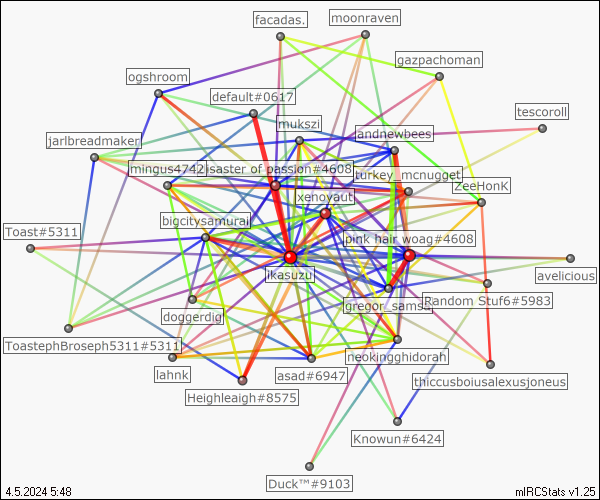 facadas.
moonraven
gazpachoman
ogshroom
default#0617
tescoroll
mukszi
andnewbees
jarlbreadmaker
mingus4742
isaster of passion#4608
turkey_mcnugget
ZeeHonK
xenoyaut
bigcitysamurai
Toast#5311
pink hair woag#4608
ikasuzu
avelicious
gregor_samsa
Random Stuf6#5983
doggerdig
ToastephBroseph5311#5311
neokingghidorah
lahnk
asad#6947
thiccusboiusalexusjoneus
Heighleaigh#8575
Knowun#6424
Duck™#9103
4.5.2024 5:48
mIRCStats v1.25